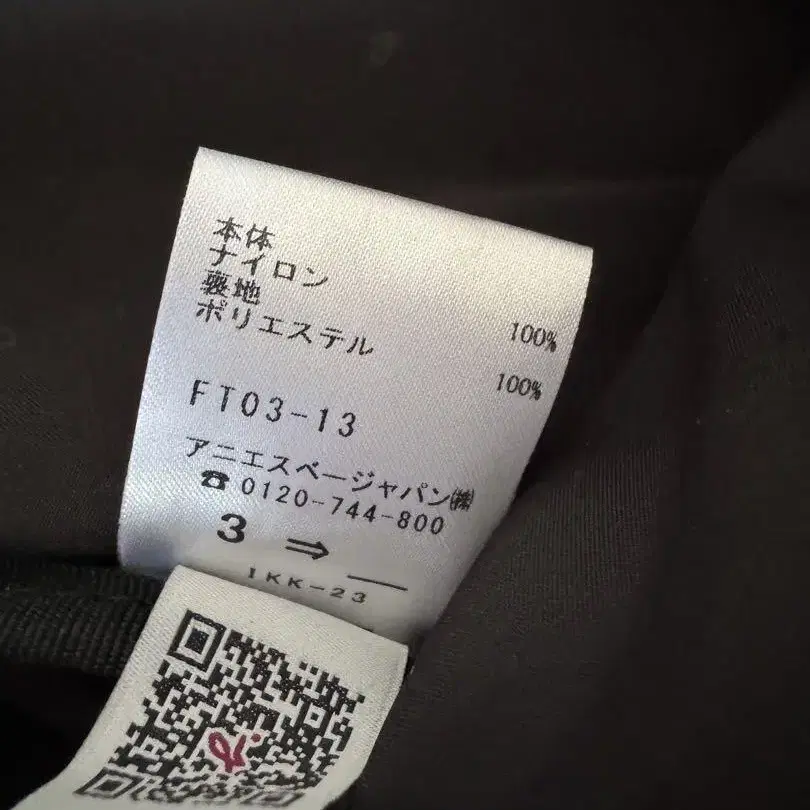 本体
ナイロン 100%
裏地
ポリエステル 100%
FT03-13
アニエスベージャパン㈱
☎0120-744-800
3 ⇒ —
IKK-23